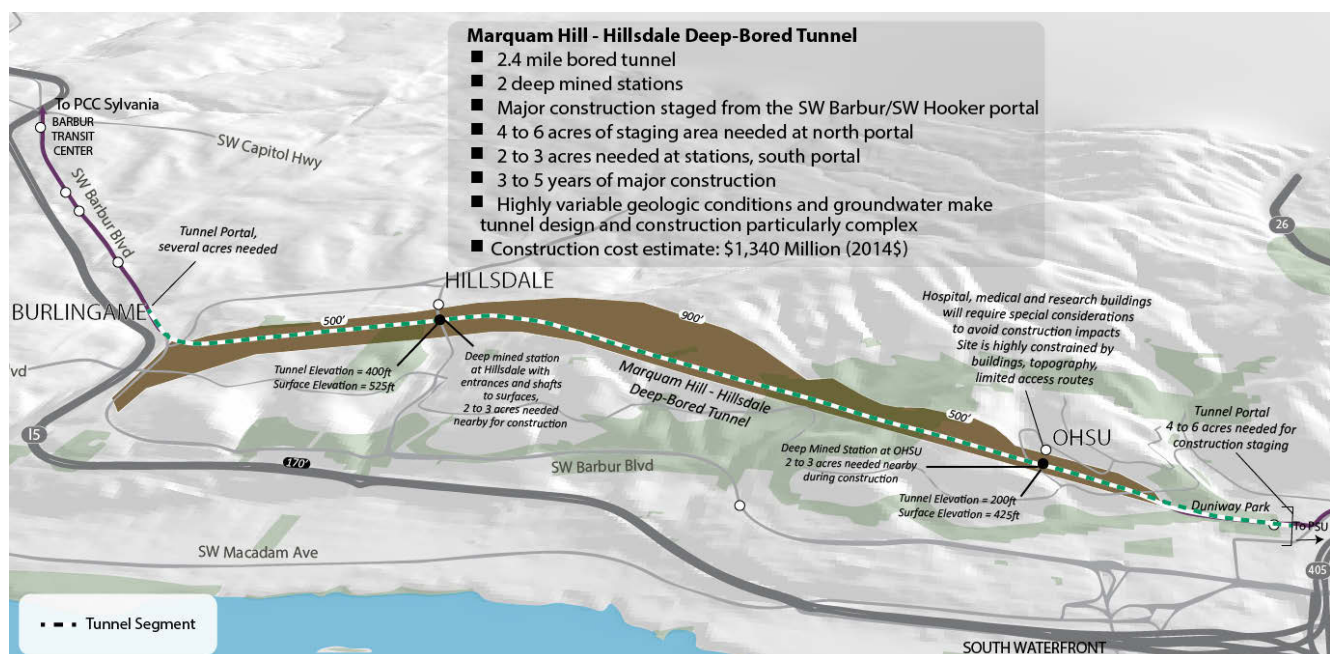 Marquam Hill - Hillsdale Deep-Bored Tunnel
■ 2.4 mile bored tunnel
■ 2 deep mined stations
■ Major construction staged from the SW Barbur/SW Hooker portal
■ 4 to 6 acres of staging area needed at north portal
■ 2 to 3 acres needed at stations, south portal
■ 3 to 5 years of major construction
■ Highly variable geologic conditions and groundwater make
tunnel design and construction particularly complex
■ Construction cost estimate: $1,340 Million (2014$)
To PCC Sylvania
BARBUR
TRANSIT
CENTER
SW Capitol Hwy
SW Barbur Blvd
Tunnel Portal,
several acres needed
BURLINGAME
HILLSDALE
500'
900'
26
Tunnel Elevation = 400ft
Surface Elevation = 525ft
Deep mined station
at Hillsdale with
entrances and shafts
to surfaces,
2 to 3 acres needed
nearby for construction
Marquam Hill - Hillsdale
Deep-Bored Tunnel
Hospital, medical and research buildings
will require special considerations
to avoid construction impacts
Site is highly constrained by
buildings, topography,
limited access routes
500'
OHSU
Tunnel Portal
4 to 6 acres needed for
construction staging
Deep Mined Station at OHSU
2 to 3 acres needed nearby
during construction
Tunnel Elevation = 200ft
Surface Elevation = 425ft
Duniway Park
To PSU
vd
I5
170'
SW Barbur Blvd
SW Macadam Ave
405
SOUTH WATERFRONT
Tunnel Segment